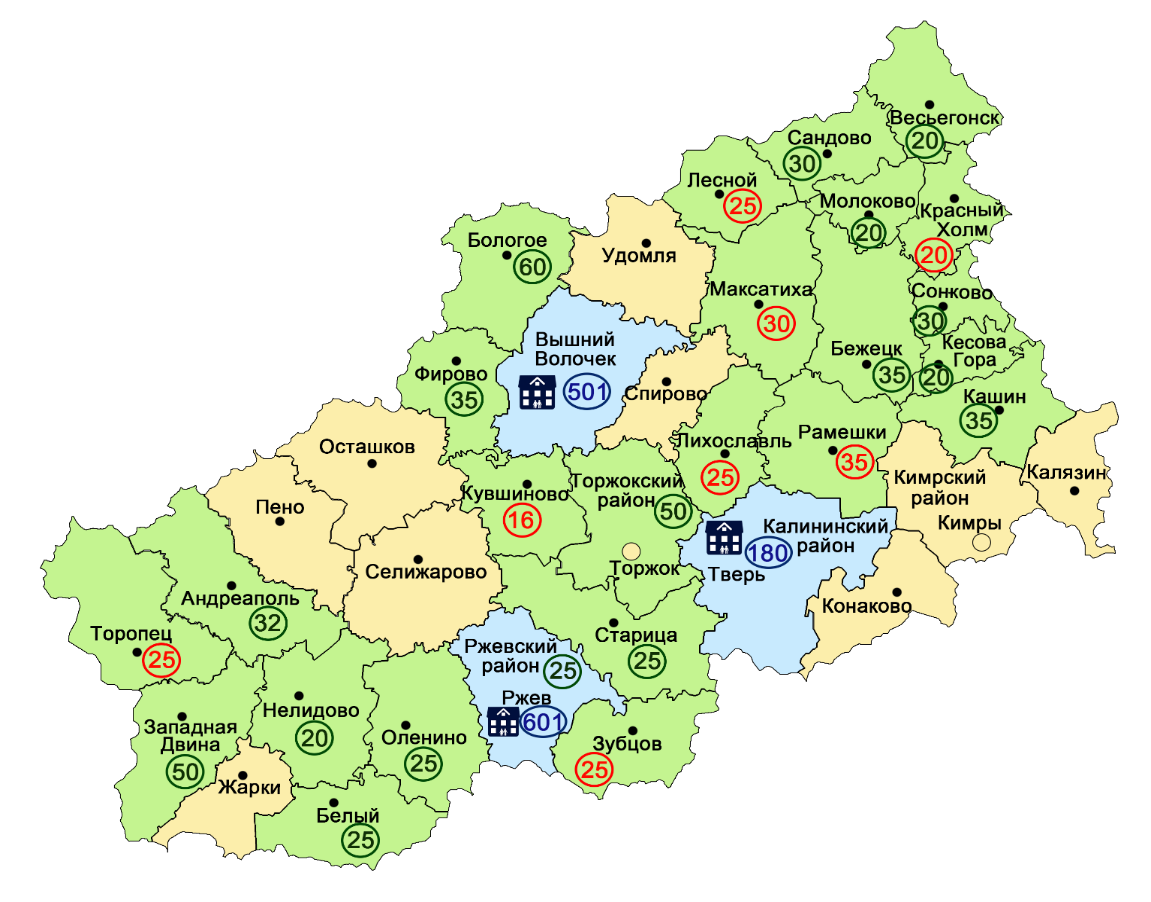 Весьегонск
20
Сандово
30
Лесной
25
Молоково
20
Красный
Холм
20
Бологое
60
Удомля
Максатиха
30
Сонково
30
Вышний
Волочек
501
Бежецк
35
Кесова
Гора
20
Фирово
35
Спирово
Кашин
35
Осташков
Лихославль
25
Рамешки
35
Калязин
Кимрский
район
Кимры
Кувшиново
16
Торжокский
район
50
Торжок
Пено
Калининский
район
180
Тверь
Селижарово
Конаково
Андреаполь
32
Старица
25
Торопец
25
Ржевский
район
25
Ржев
601
Западная
Двина
50
Нелидово
20
Оленино
25
Зубцов
25
Жарки
Белый
25